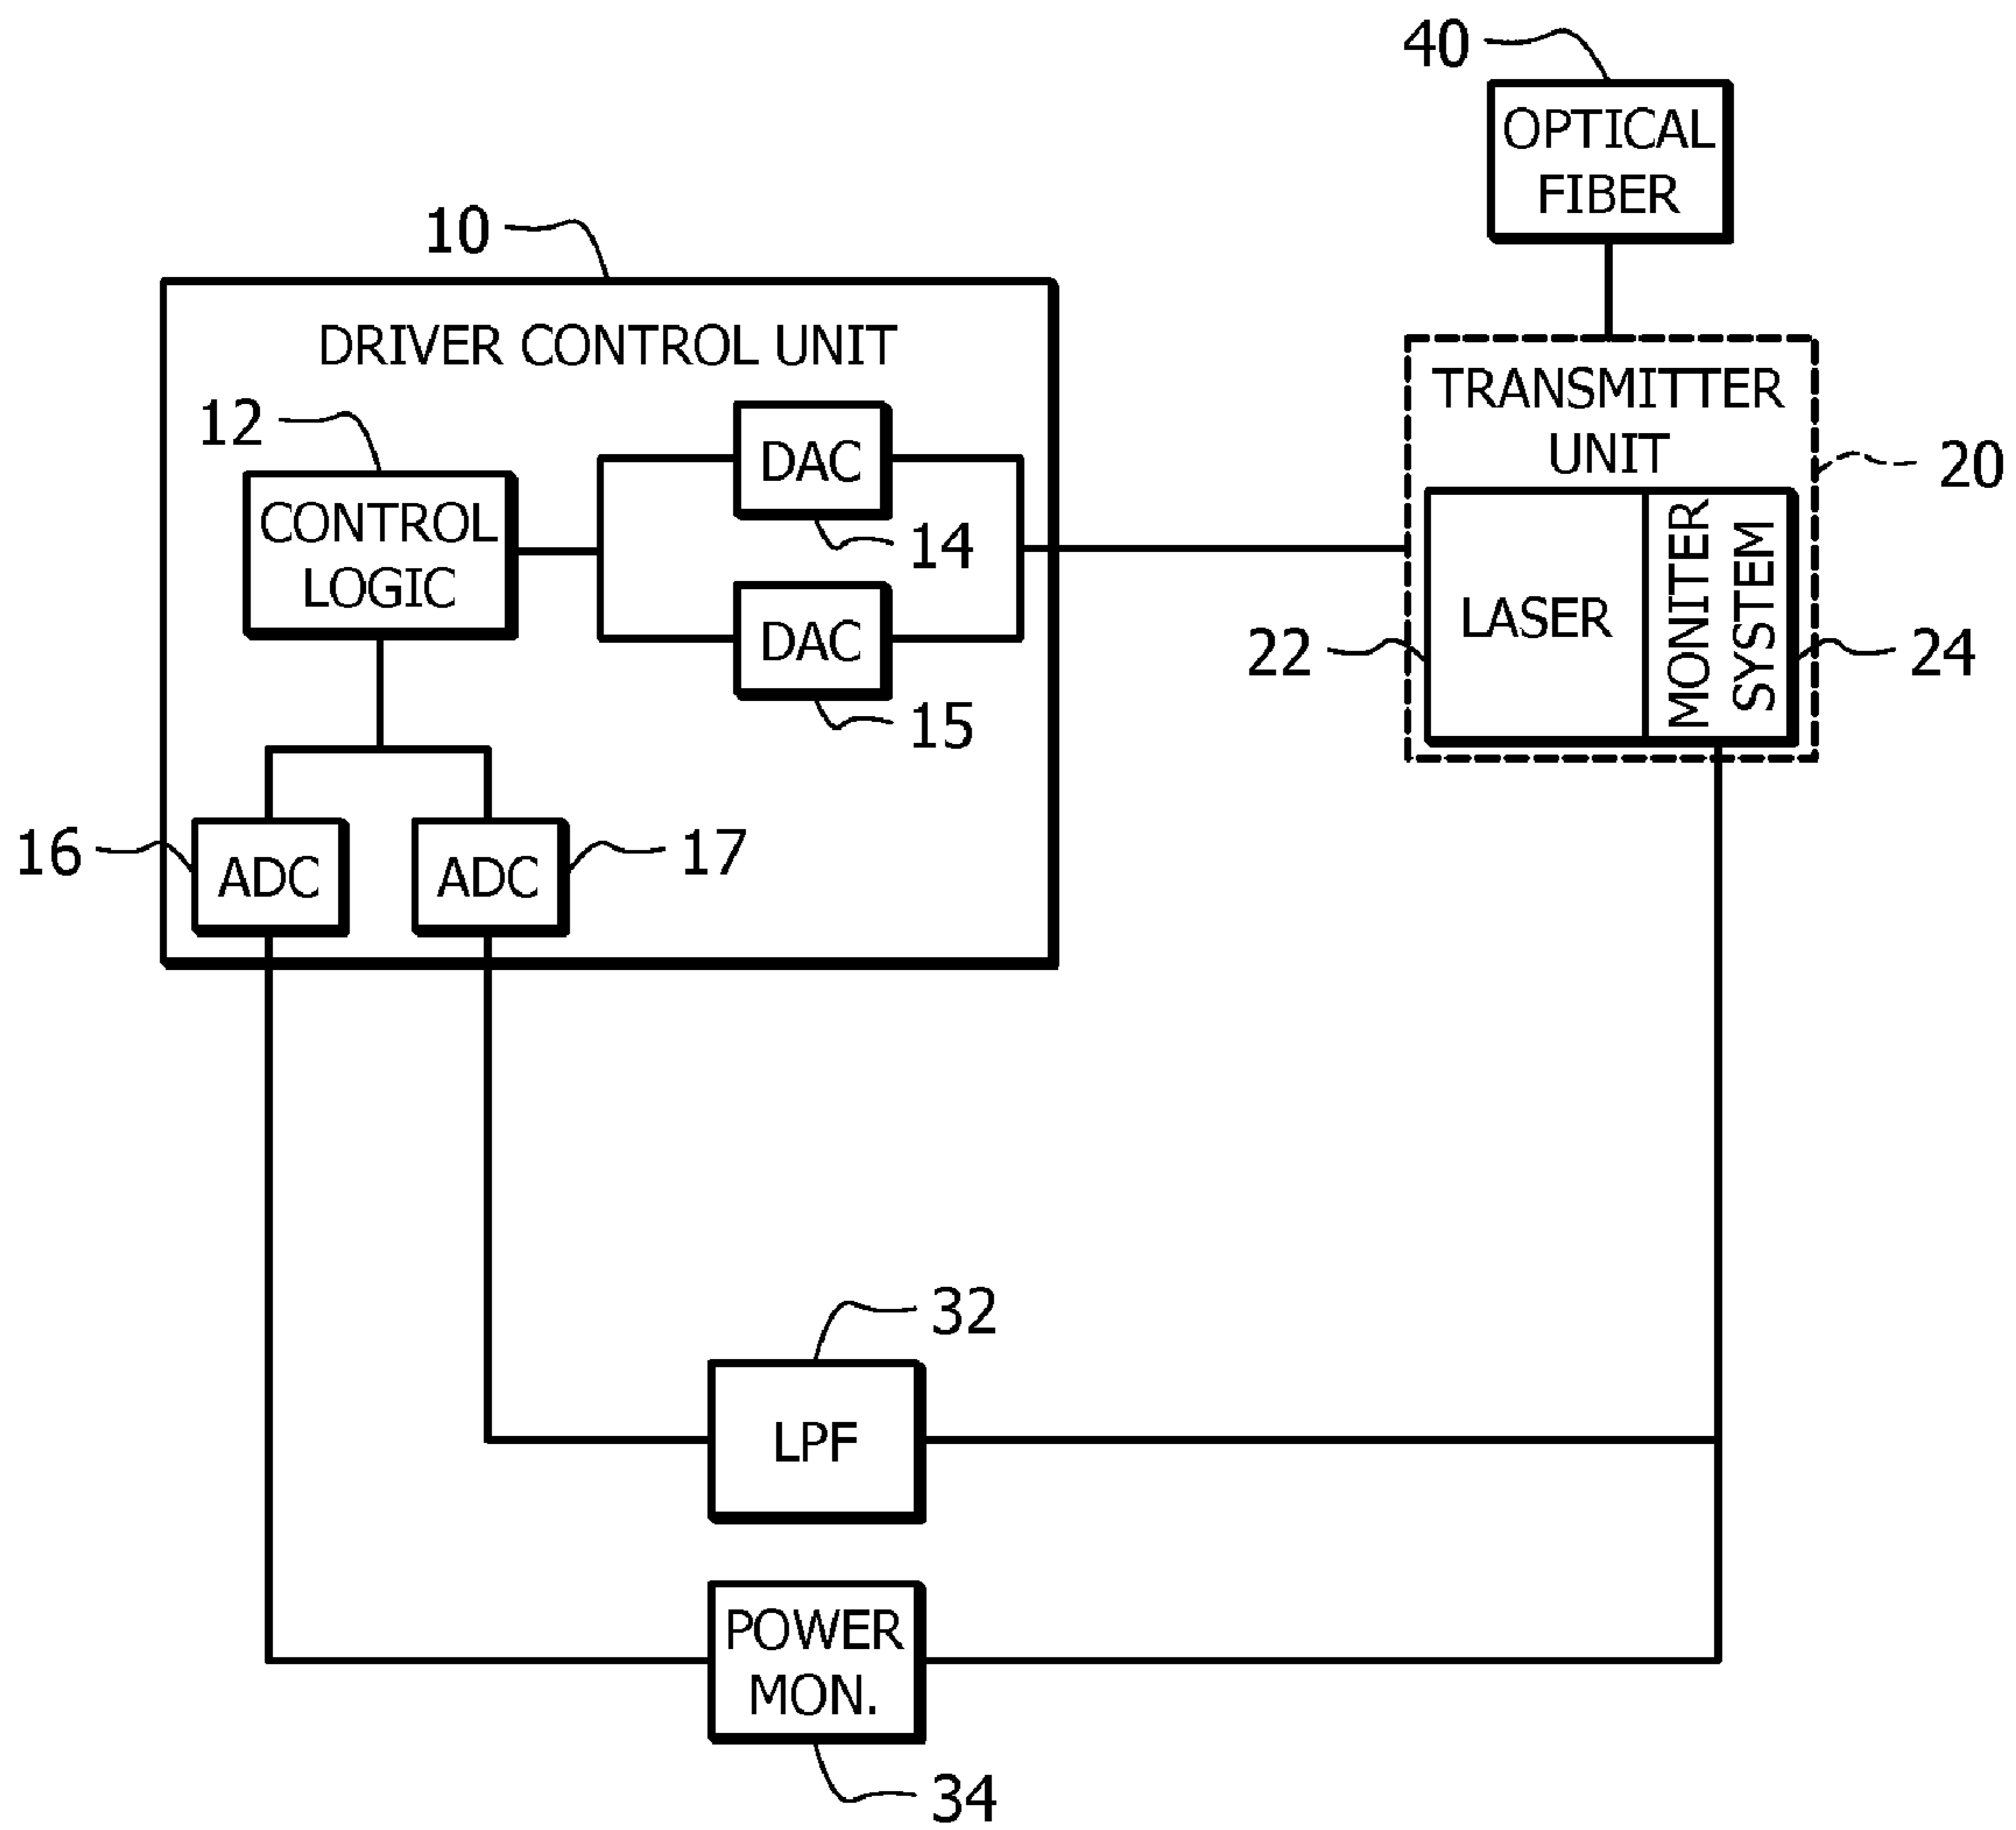 40
OPTICAL
FIBER
10
DRIVER CONTROL UNIT
12
CONTROL
LOGIC
DAC
14
DAC
15
16
ADC
ADC
17
TRANSMITTER
UNIT
20
22
LASER
MONITER
SYSTEM
24
32
LPF
POWER
MON.
34